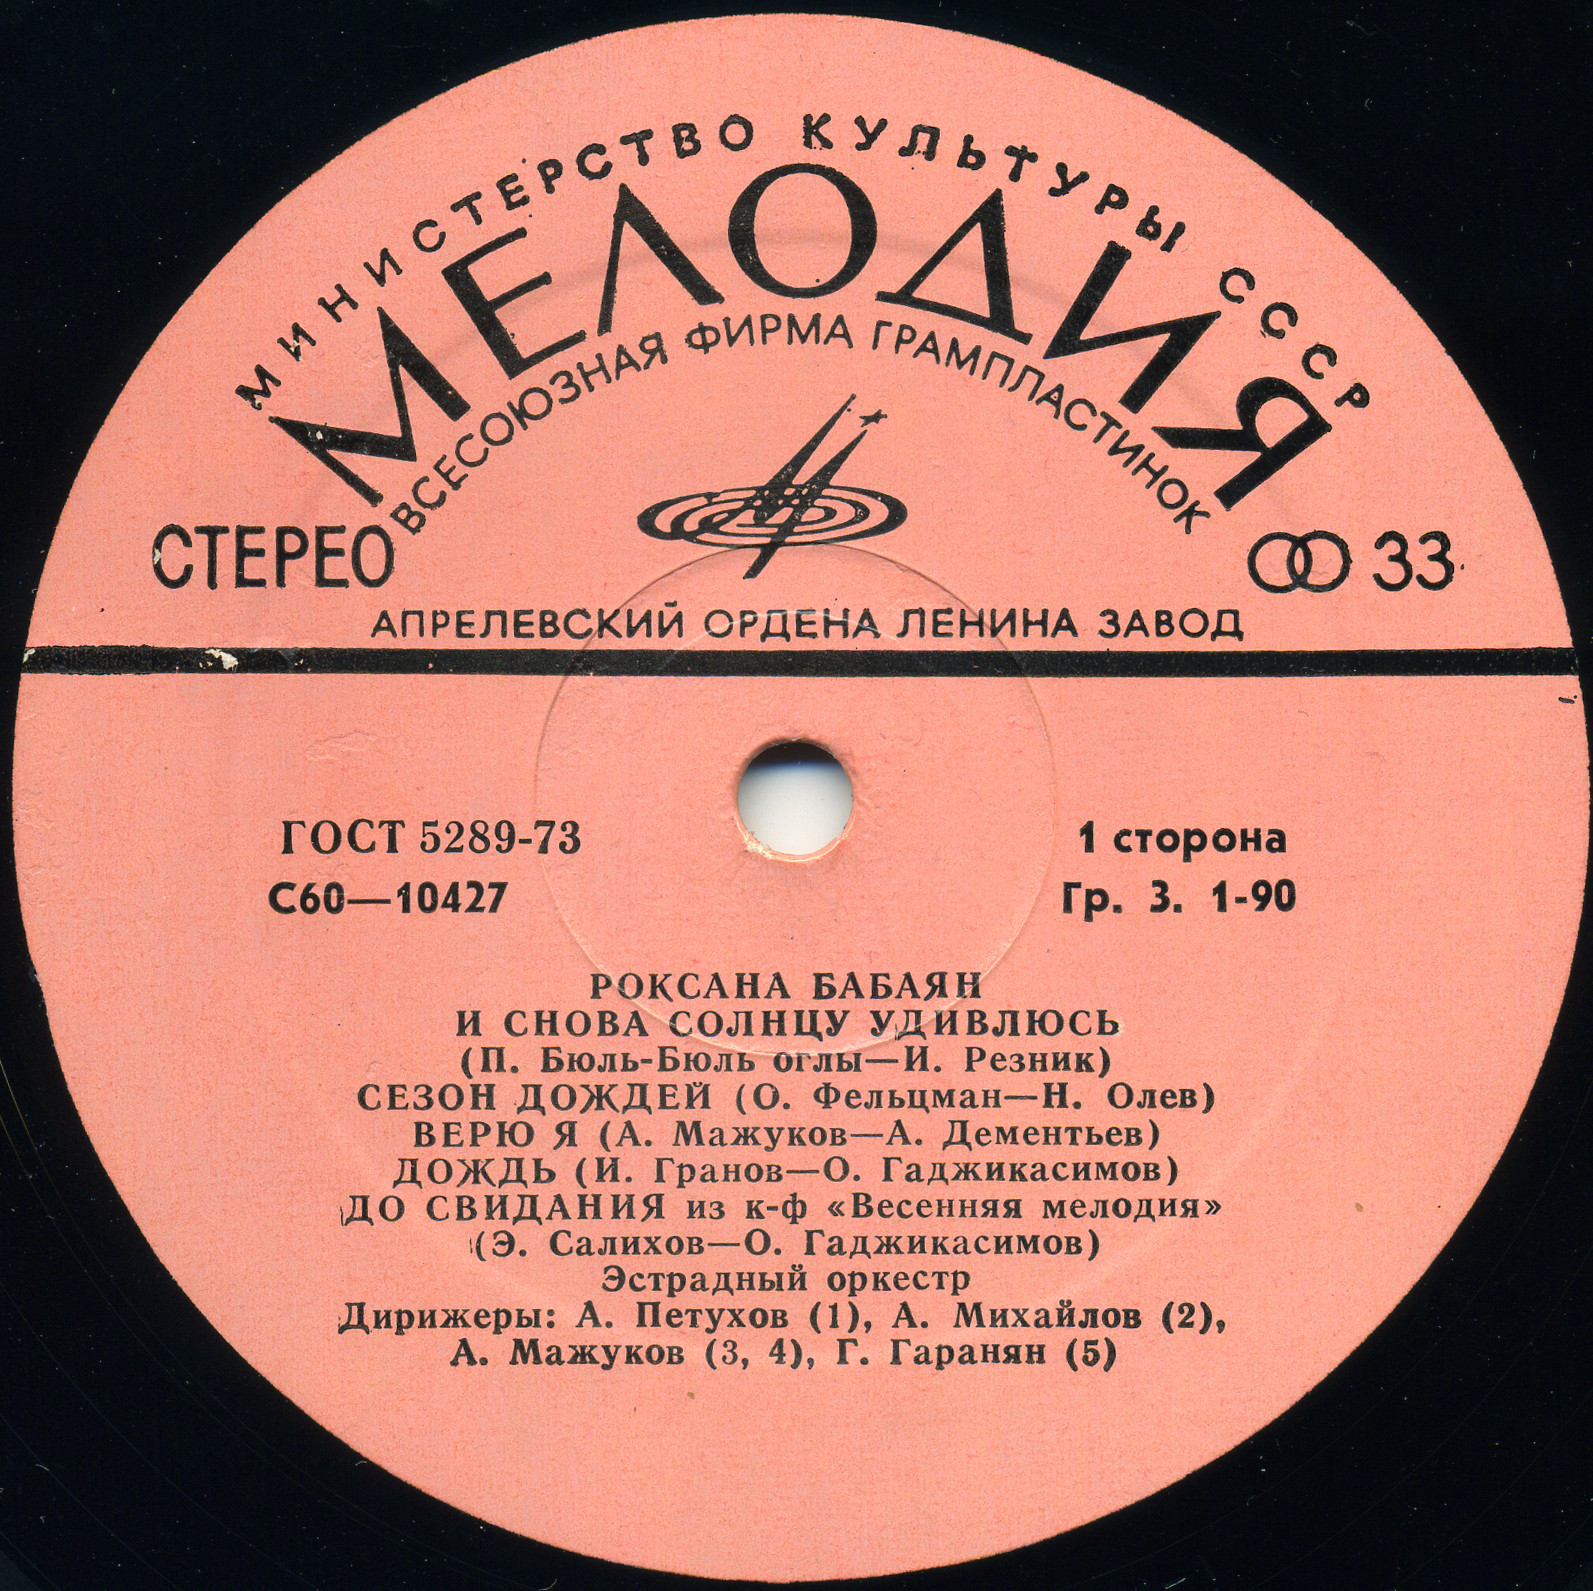 МИНИСТЕРСТВО КУЛЬТУРЫ СССР
МЕЛОДИЯ
ВСЕСОЮЗНАЯ ФИРМА ГРАМПЛАСТИНОК
СТЕРЕО
33
АПРЕЛЕВСКИЙ ОРДЕНА ЛЕНИНА ЗАВОД
ГОСТ 5289-73
1 сторона
С60—10427
Гр. 3. 1-90
РОКСАНА БАБАЯН
И СНОВА СОЛНЦУ УДИВЛЮСЬ
(П. Бюль-Бюль оглы—И. Резник)
СЕЗОН ДОЖДЕЙ (О. Фельцман—Н. Олев)
ВЕРЮ Я (А. Мажуков—А. Дементьев)
ДОЖДЬ (И. Гранов—О. Гаджикасимов)
ДО СВИДАНИЯ из к-ф «Весенняя мелодия»
(Э. Салихов—О. Гаджикасимов)
Эстрадный оркестр
Дирижеры: А. Петухов (1), А. Михайлов (2),
А. Мажуков (3, 4), Г. Гаранян (5)